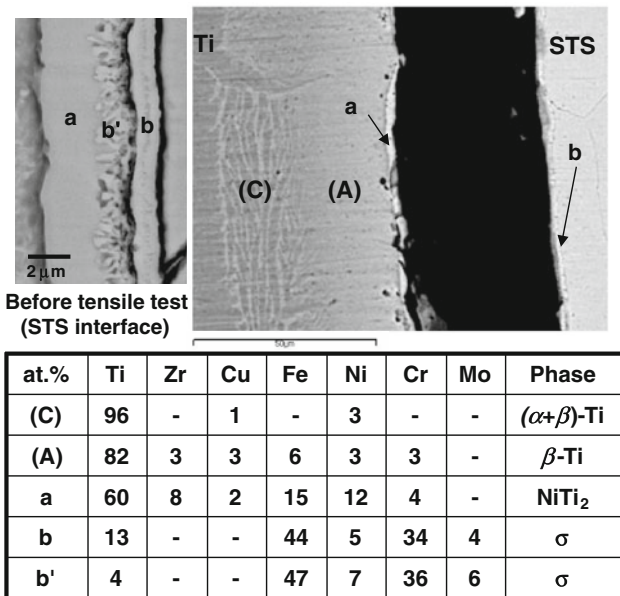 a
b'
b
2 μm
Before tensile test
(STS interface)
Ti
STS
a
b
(C)
(A)
50μm
at.% Ti Zr Cu Fe Ni Cr Mo Phase
(C) 96 - 1 - 3 - - (α+β)-Ti
(A) 82 3 3 6 3 3 - β-Ti
a 60 8 2 15 12 4 - NiTi₂
b 13 - - 44 5 34 4 σ
b' 4 - - 47 7 36 6 σ